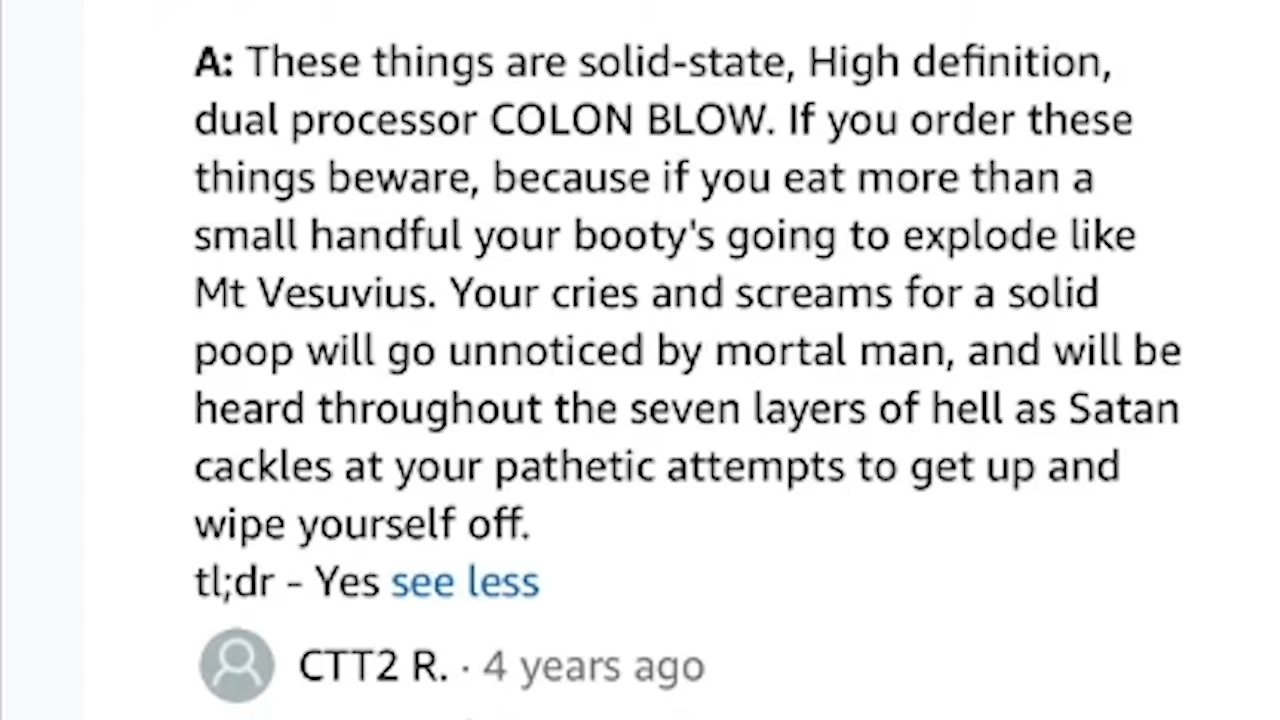 A: These things are solid-state, High definition,
dual processor COLON BLOW. If you order these
things beware, because if you eat more than a
small handful your booty's going to explode like
Mt Vesuvius. Your cries and screams for a solid
poop will go unnoticed by mortal man, and will be
heard throughout the seven layers of hell as Satan
cackles at your pathetic attempts to get up and
wipe yourself off.
tl;dr - Yes see less
CTT2 R. · 4 years ago